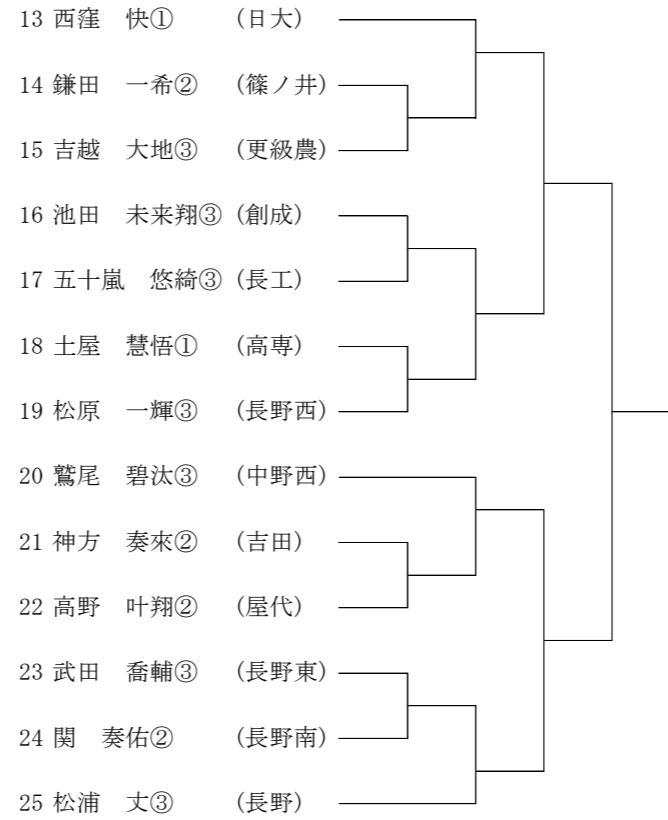 13 西窪　快①　（日大）
14 鎌田　一希②　（篠ノ井）
15 吉越　大地③　（更級農）
16 池田　未来翔③（創成）
17 五十嵐　悠綺③（長工）
18 土屋　慧悟①　（高専）
19 松原　一輝③　（長野西）
20 鷲尾　碧汰③　（中野西）
21 神方　奏來②　（吉田）
22 高野　叶翔②　（屋代）
23 武田　喬輔③　（長野東）
24 関　奏佑②　（長野南）
25 松浦　丈③　（長野）